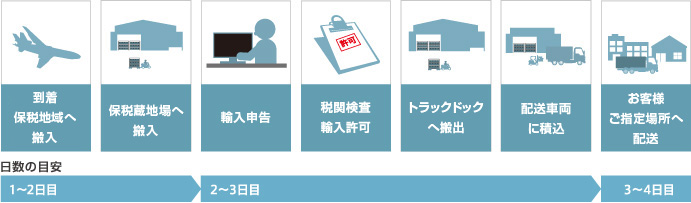 許可
到着
保税地域へ
搬入
保税蔵地場へ
搬入
輸入申告
税関検査
輸入許可
トラックドック
へ搬出
配送車両
に積込
お客様
ご指定場所へ
配送
日数の目安
1〜2日目
2〜3日目
3〜4日目